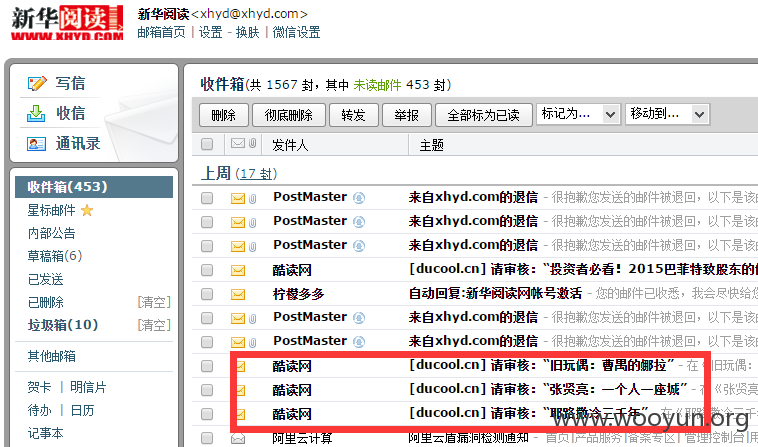 新华阅读
WWW.XHYD.COM
新华阅读<xhyd@xhyd.com>
邮箱首页 | 设置 - 换肤 | 微信设置
写信
收信
通讯录
收件箱(453)
星标邮件
内部公告
草稿箱(6)
已发送
已删除 [清空]
垃圾箱(10) [清空]
其他邮箱
贺卡 | 明信片
待办 | 日历
记事本
收件箱(共 1567 封，其中 未读邮件 453 封)
删除 彻底删除 转发 举报 全部标为已读 标记为... 移动到...
发件人 主题
上周 (17 封)
PostMaster 来自xhyd.com的退信 - 很抱歉您发送的邮件被退回，以下是该
PostMaster 来自xhyd.com的退信 - 很抱歉您发送的邮件被退回，以下是该
PostMaster 来自xhyd.com的退信 - 很抱歉您发送的邮件被退回，以下是该
酷读网 [ducool.cn] 请审核：“投资者必看！2015巴菲特致股东的
柠檬多多 自动回复:新华阅读网帐号激活 - 您的邮件已收悉，我会尽快给您
PostMaster 来自xhyd.com的退信 - 很抱歉您发送的邮件被退回，以下是该
PostMaster 来自xhyd.com的退信 - 很抱歉您发送的邮件被退回，以下是该
酷读网 [ducool.cn] 请审核：“旧玩偶：曹禺的娜拉” - 在《旧玩偶
酷读网 [ducool.cn] 请审核：“张贤亮：一个人一座城” - 在《张贤亮
酷读网 [ducool.cn] 请审核：“耶路撒冷三千年” - 在《耶路撒冷
阿里云计算 阿里云盾漏洞检测通知 - 首页|产品|服务|备案专区|管理控制台|用
www.wooyun.org